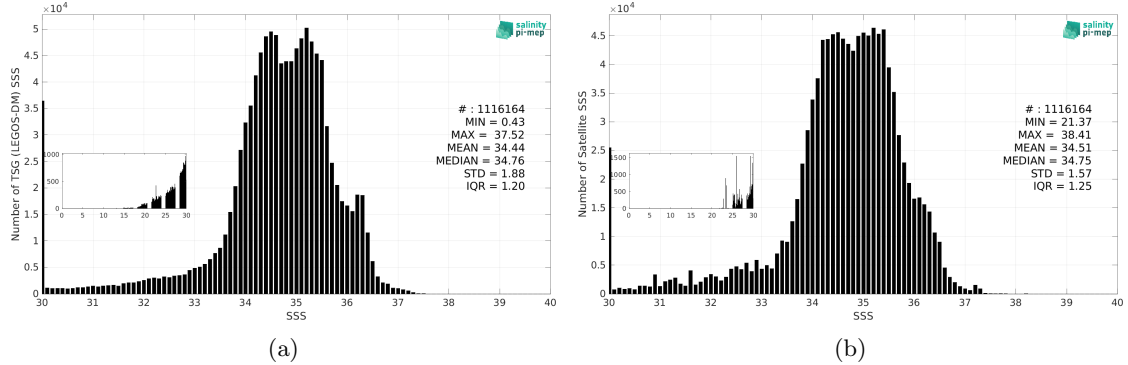 ×10⁴
5
4.5
4
3.5
3
2.5
2
1.5
1
0.5
0
Number of TSG (LEGOS-DM) SSS
salinity
pi-mep
# : 1116164
MIN = 0.43
MAX = 37.52
MEAN = 34.44
MEDIAN = 34.76
STD = 1.88
IQR = 1.20
1000
500
0
0 5 10 15 20 25 30
30 31 32 33 34 35 36 37 38 39 40
SSS
(a)
×10⁴
4.5
4
3.5
3
2.5
2
1.5
1
0.5
0
Number of Satellite SSS
salinity
pi-mep
# : 1116164
MIN = 21.37
MAX = 38.41
MEAN = 34.51
MEDIAN = 34.75
STD = 1.57
IQR = 1.25
1500
1000
500
0
0 5 10 15 20 25 30
30 31 32 33 34 35 36 37 38 39 40
SSS
(b)